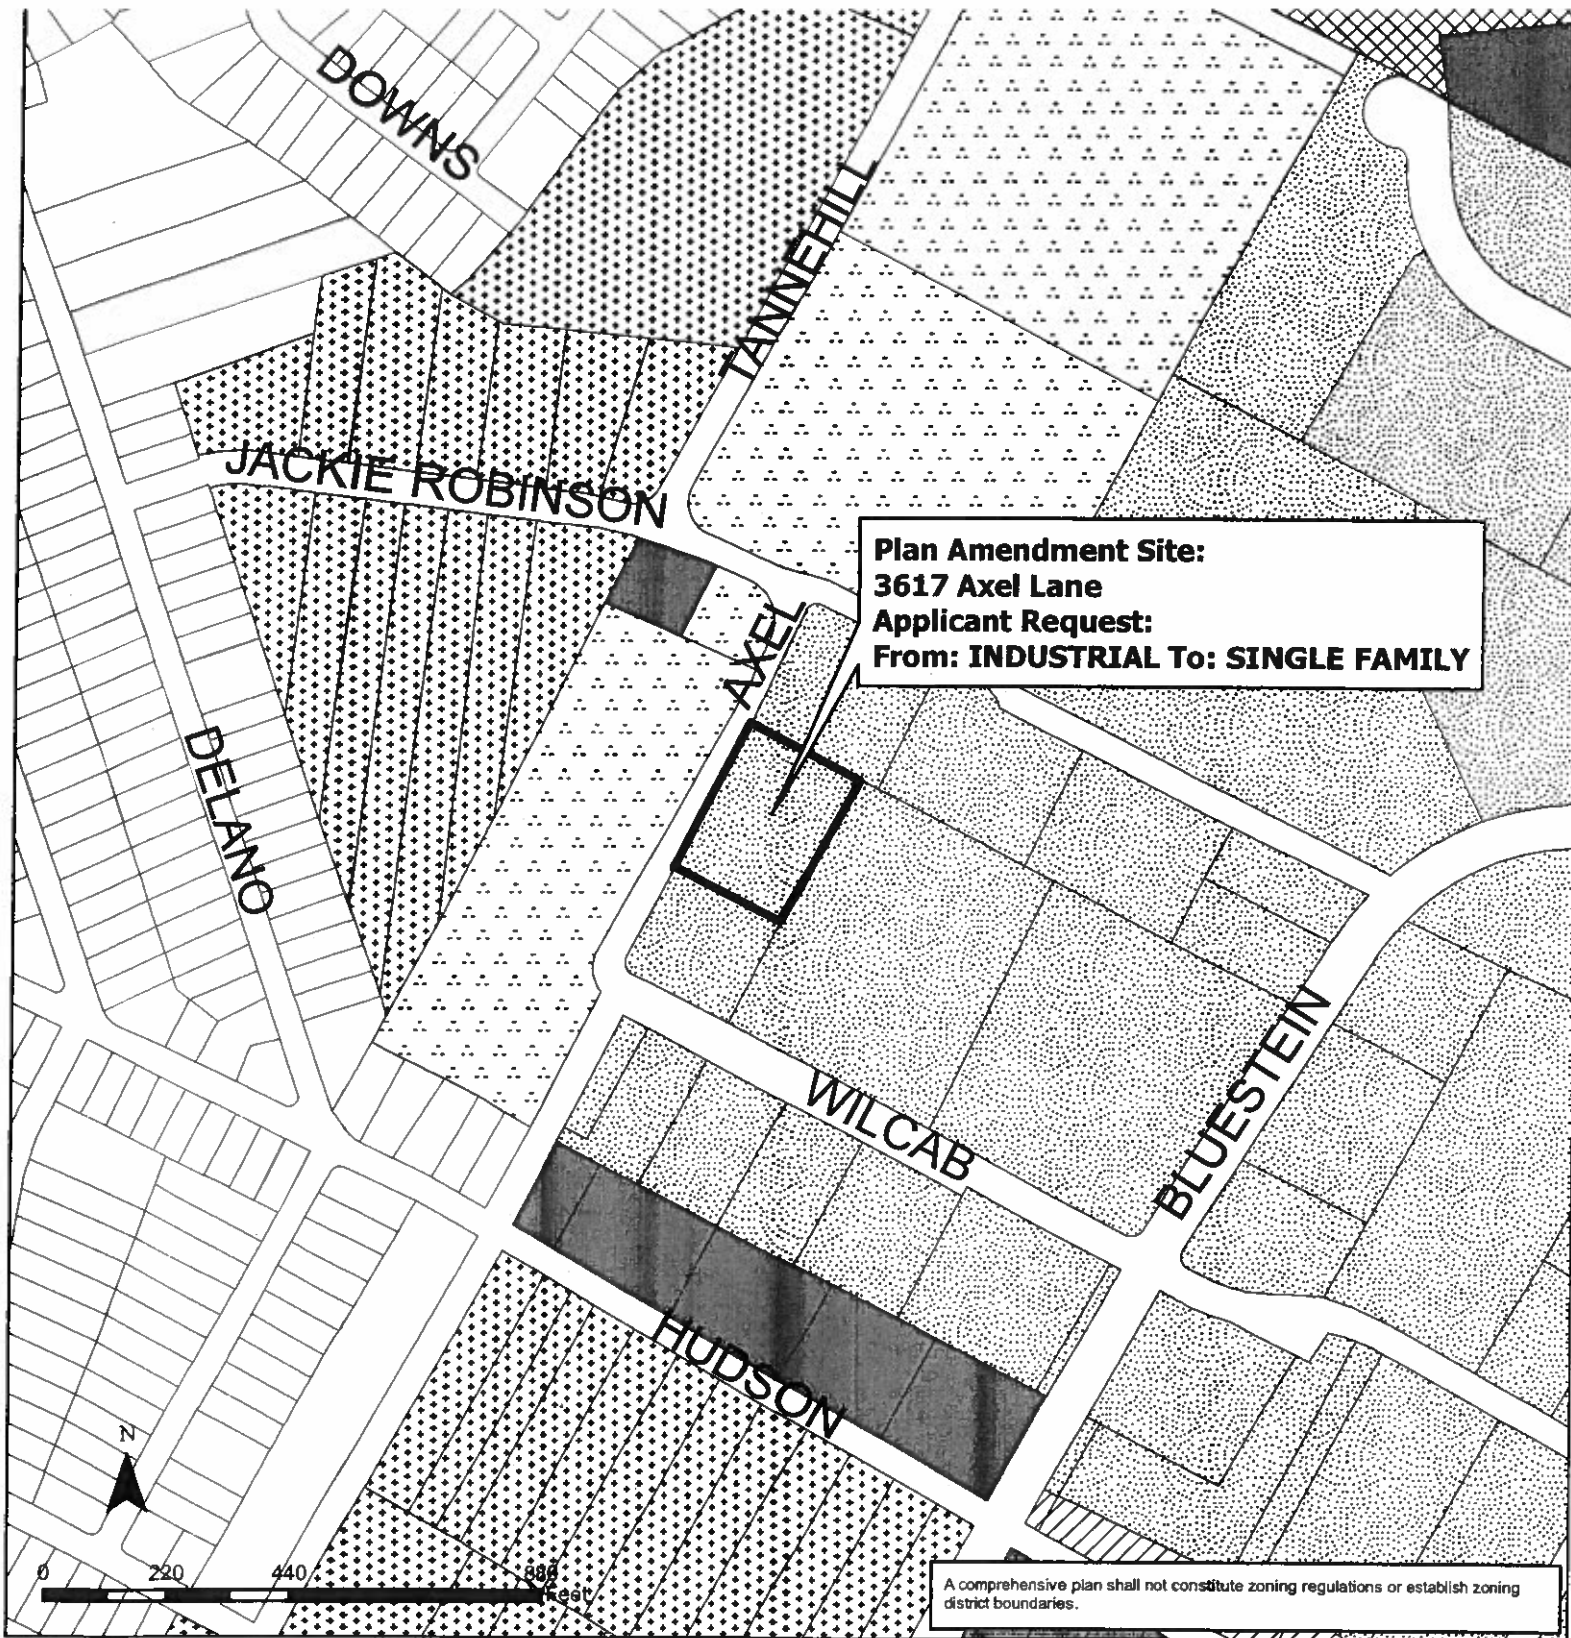 DOWNS
TANNEHILL
JACKIE ROBINSON
Plan Amendment Site:
3617 Axel Lane
Applicant Request:
From: INDUSTRIAL To: SINGLE FAMILY
AXEL
DELANO
BLUESTEIN
WILCAB
HUDSON
N
0 220 440
Feet
A comprehensive plan shall not constitute zoning regulations or establish zoning
district boundaries.